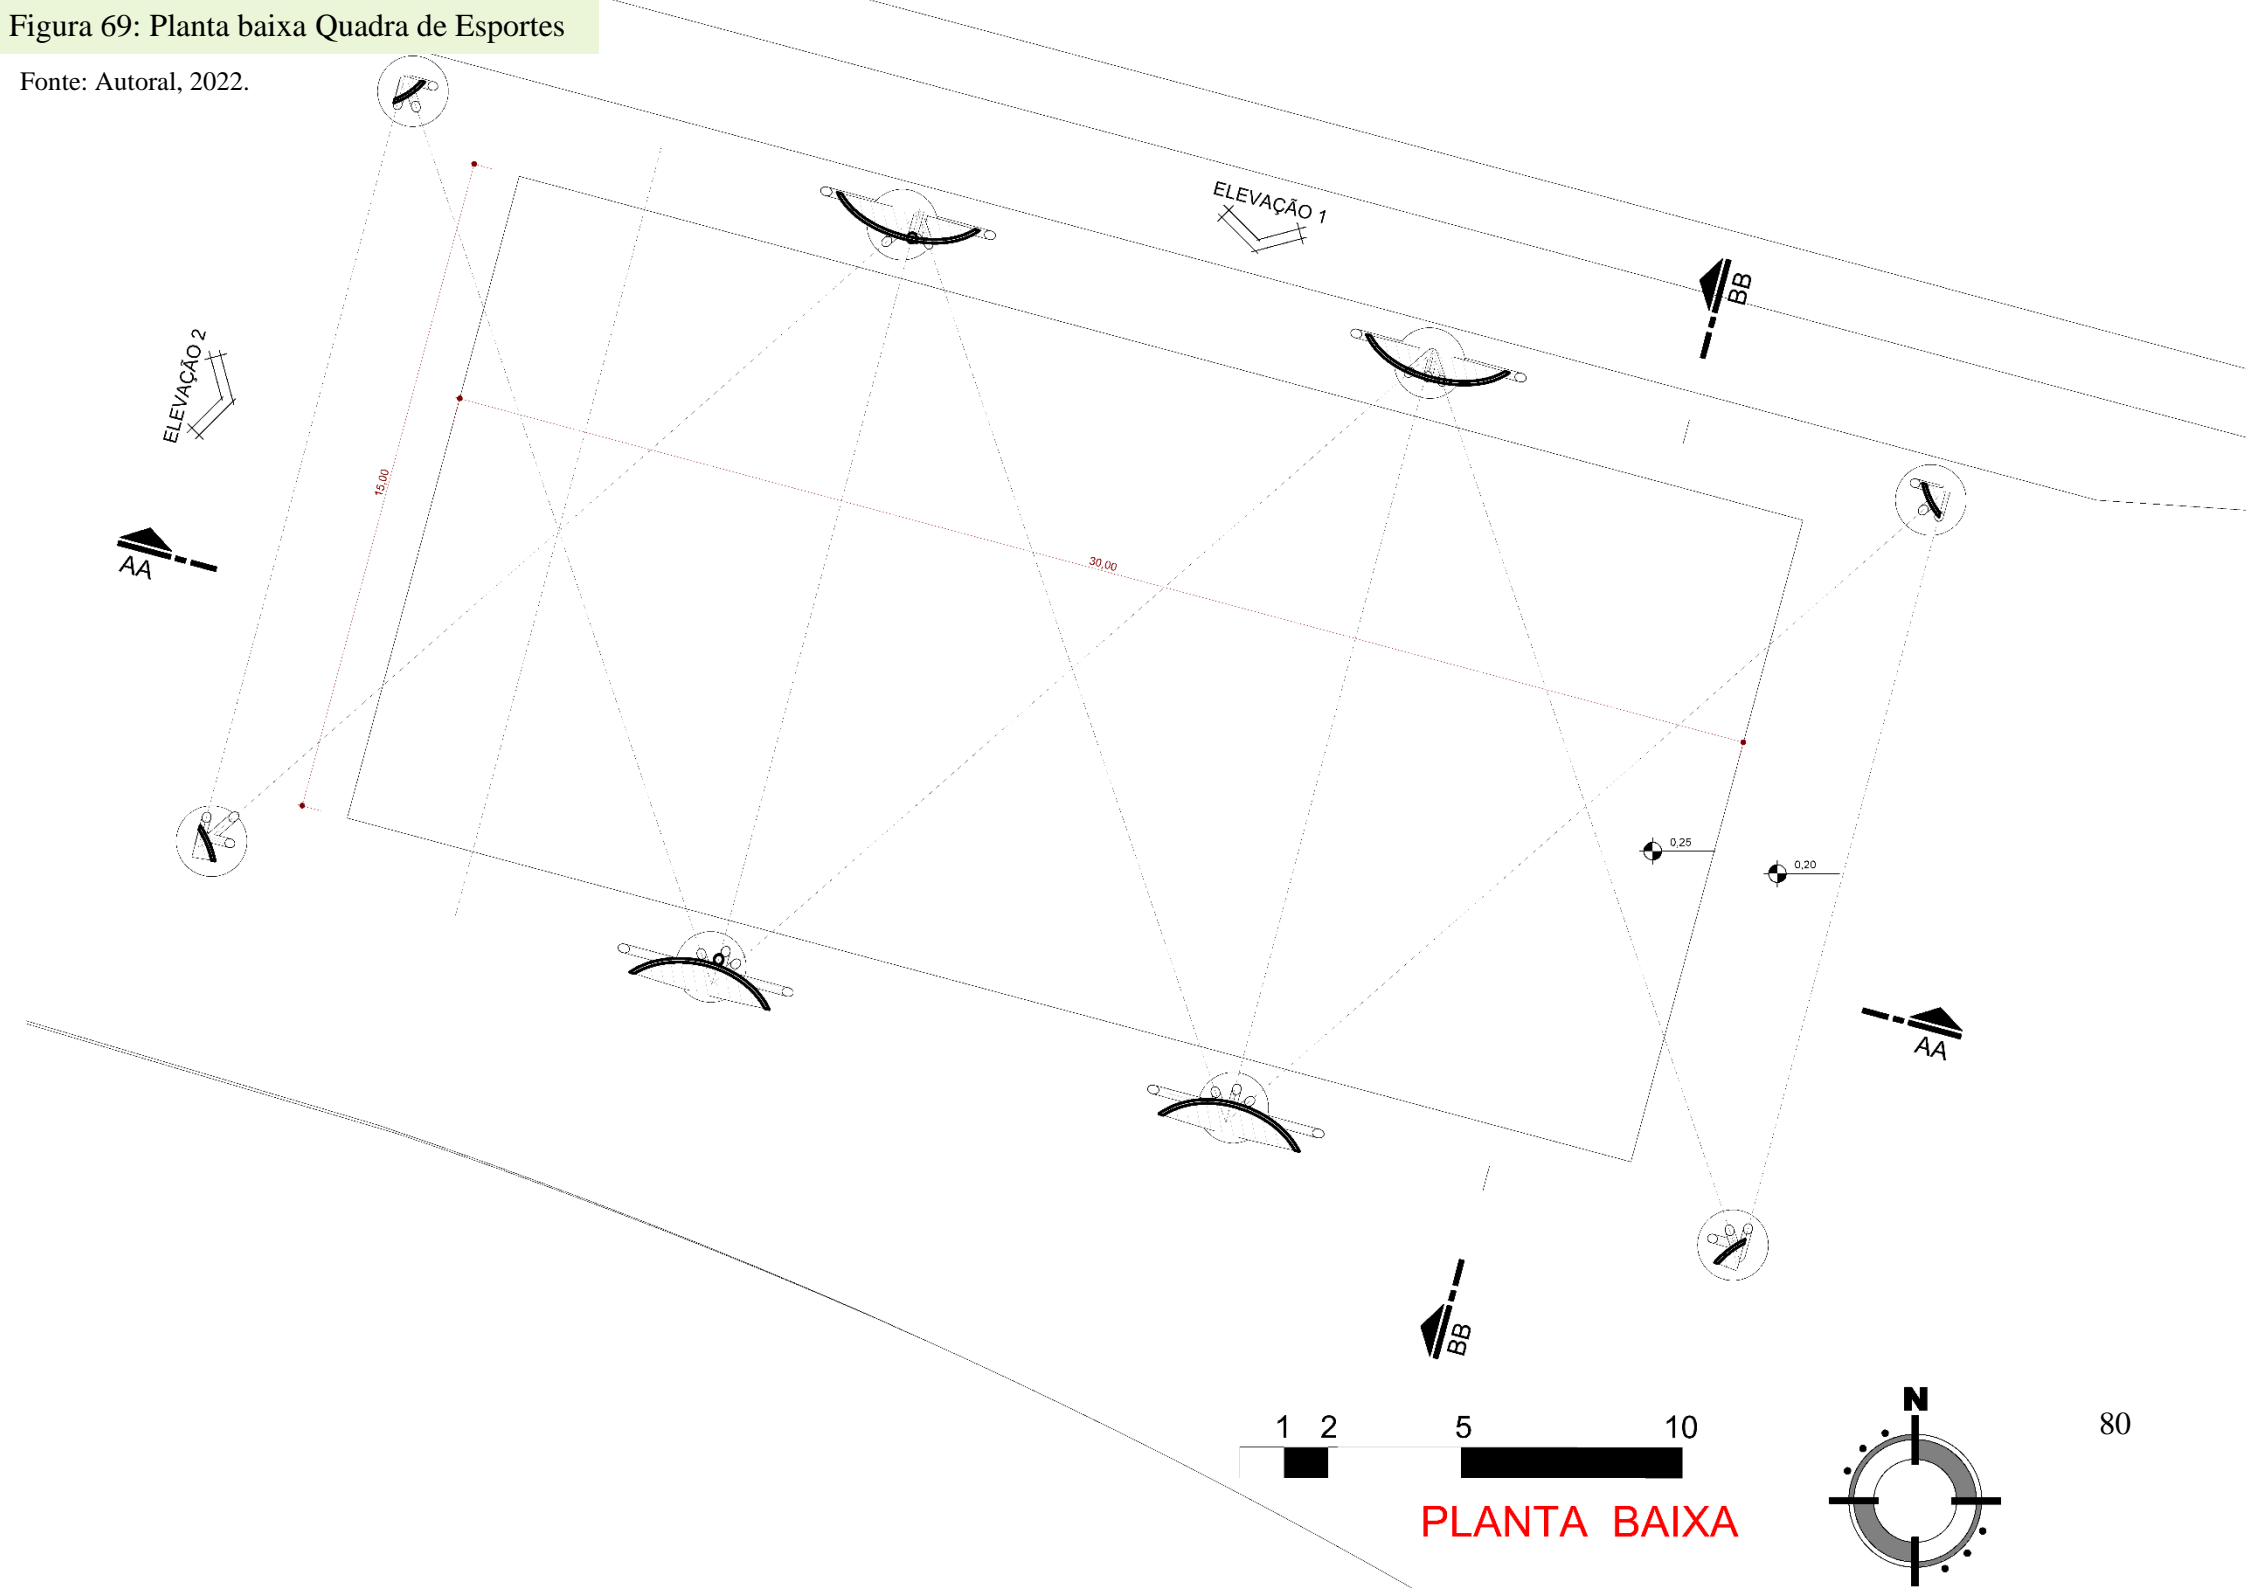 Figura 69: Planta baixa Quadra de Esportes
Fonte: Autoral, 2022.
ELEVAÇÃO 1
BB
ELEVAÇÃO 2
15,00
AA
30,00
0,25
0,20
AA
BB
1 2 5 10
N
80
PLANTA BAIXA